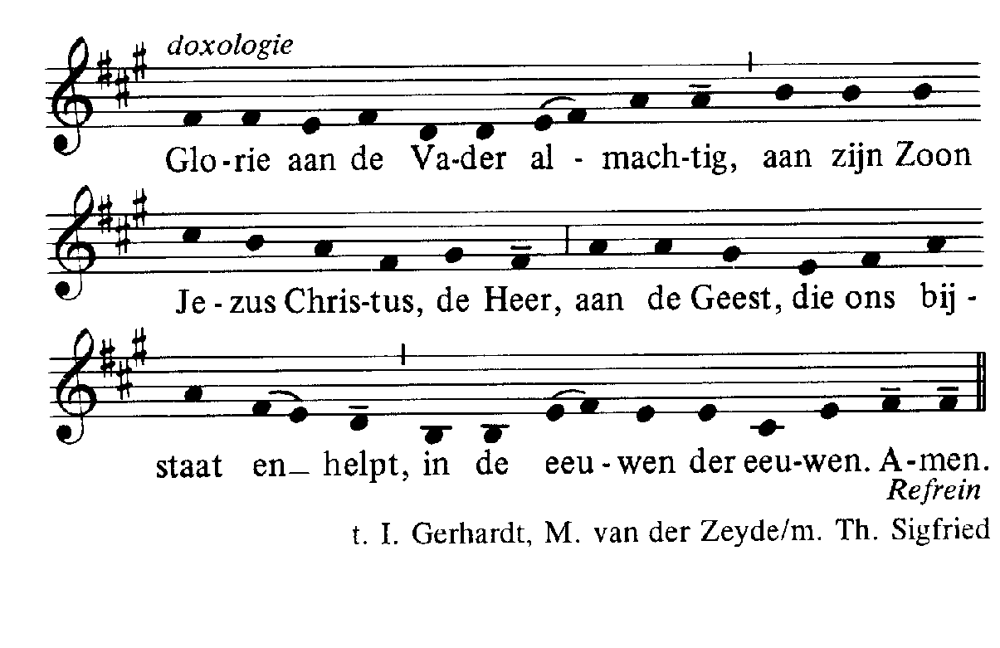 doxologie
Glo-rie aan de Va-der al - mach-tig, aan zijn Zoon
Je - zus Chris-tus, de Heer, aan de Geest, die ons bij -
staat en_ helpt, in de eeu - wen der eeu-wen. A-men.
Refrein
t. I. Gerhardt, M. van der Zeyde/m. Th. Sigfried